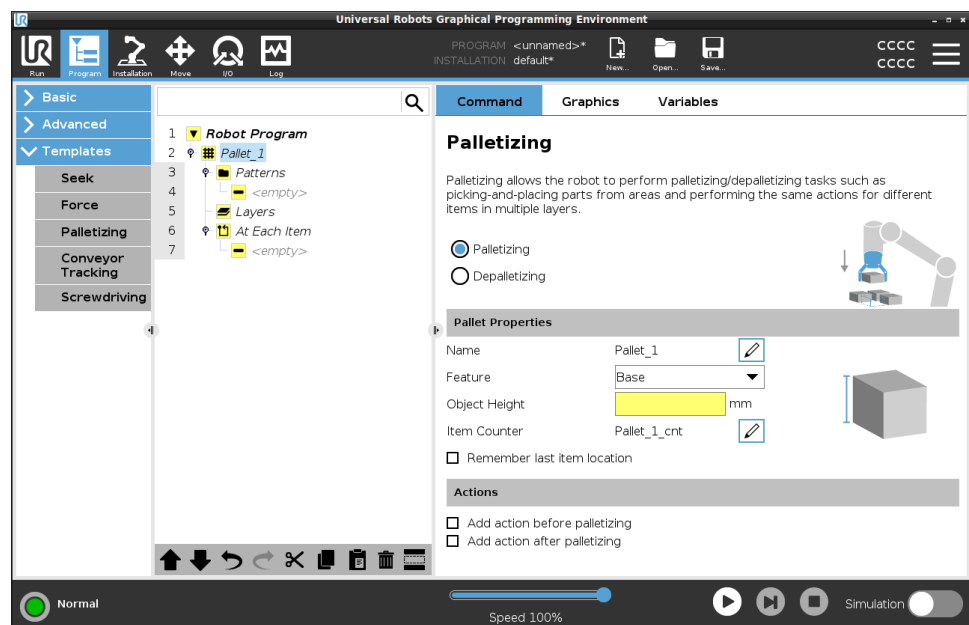 Universal Robots Graphical Programming Environment
PROGRAM <unnamed>*
INSTALLATION default*
CCCC
CCCC
Run
Program
Installation
Move
I/O
Log
New...
Open...
Save...
Basic
Advanced
Templates
Seek
Force
Palletizing
Conveyor
Tracking
Screwdriving
1 Robot Program
2 Pallet_1
3 Patterns
4 <empty>
5 Layers
6 At Each Item
7 <empty>
Command Graphics Variables
Palletizing
Palletizing allows the robot to perform palletizing/depalletizing tasks such as
picking-and-placing parts from areas and performing the same actions for different
items in multiple layers.
Palletizing
Depalletizing
Pallet Properties
Name Pallet_1
Feature Base
Object Height mm
Item Counter Pallet_1_cnt
Remember last item location
Actions
Add action before palletizing
Add action after palletizing
Normal
Speed 100%
Simulation